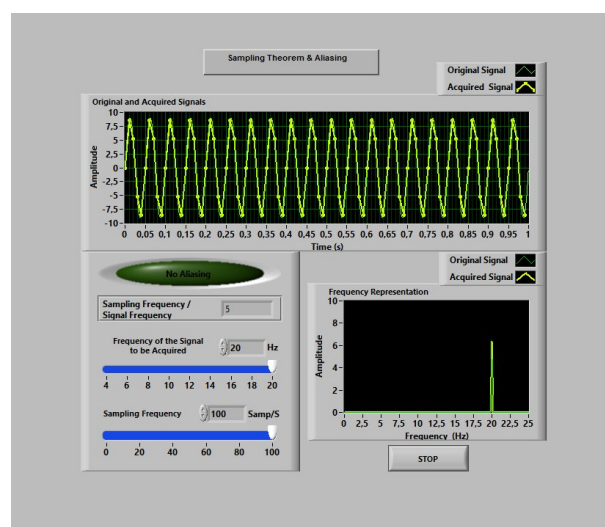 Sampling Theorem & Aliasing
Original Signal
Acquired Signal
Original and Acquired Signals
Amplitude
10
7,5
5
2,5
0
-2,5
-5
-7,5
-10
0 0,05 0,1 0,15 0,2 0,25 0,3 0,35 0,4 0,45 0,5 0,55 0,6 0,65 0,7 0,75 0,8 0,85 0,9 0,95 1
Time (s)
No Aliasing
Sampling Frequency /
Signal Frequency
5
Frequency of the Signal
to be Acquired
20 Hz
4 6 8 10 12 14 16 18 20
Sampling Frequency 100 Samp/S
0 20 40 60 80 100
Original Signal
Acquired Signal
Frequency Representation
Amplitude
10
8
6
4
2
0
0 2,5 5 7,5 10 12,5 15 17,5 20 22,5 25
Frequency (Hz)
STOP